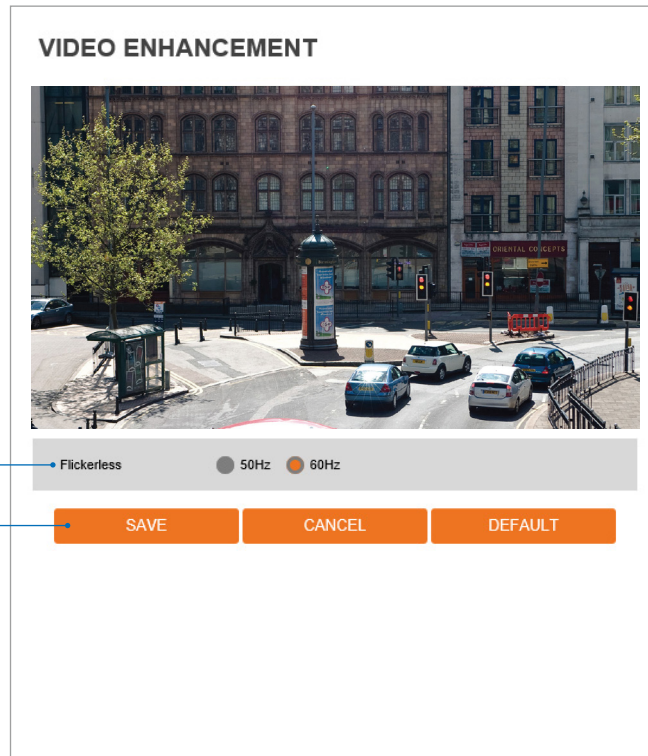 VIDEO ENHANCEMENT
ORIENTAL CONCEPTS
Flickerless 50Hz 60Hz
SAVE CANCEL DEFAULT